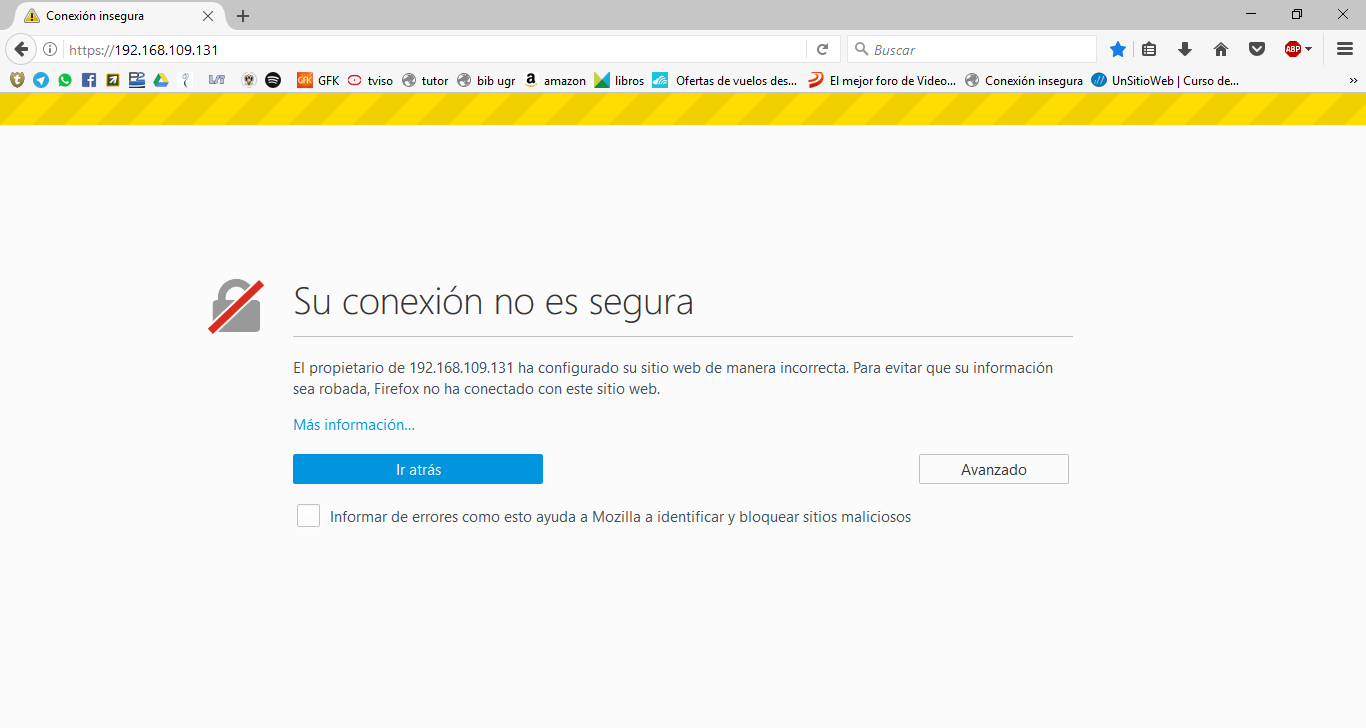 Conexión insegura
https://192.168.109.131
Buscar
ABP
GFK GFK tviso tutor bib ugr a amazon libros Ofertas de vuelos des... El mejor foro de Video... Conexión insegura UnSitioWeb | Curso de...
Su conexión no es segura
El propietario de 192.168.109.131 ha configurado su sitio web de manera incorrecta. Para evitar que su información
sea robada, Firefox no ha conectado con este sitio web.
Más información...
Ir atrás
Avanzado
Informar de errores como esto ayuda a Mozilla a identificar y bloquear sitios maliciosos